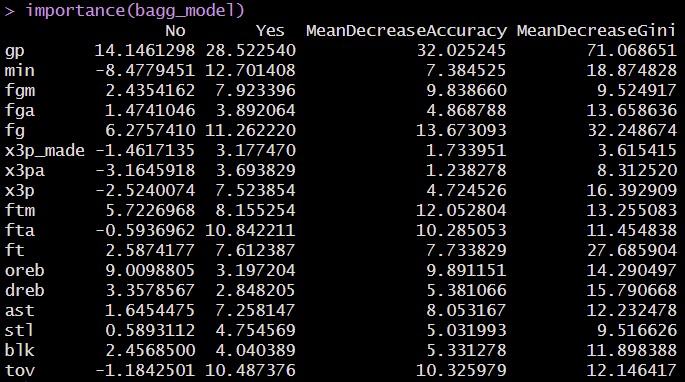 > importance(bagg_model)
No Yes MeanDecreaseAccuracy MeanDecreaseGini
gp 14.1461298 28.522540 32.025245 71.068651
min -8.4779451 12.701408 7.384525 18.874828
fgm 2.4354162 7.923396 9.838660 9.524917
fga 1.4741046 3.892064 4.868788 13.658636
fg 6.2757410 11.262220 13.673093 32.248674
x3p_made -1.4617135 3.177470 1.733951 3.615415
x3pa -3.1645918 3.693829 1.238278 8.312520
x3p -2.5240074 7.523854 4.724526 16.392909
ftm 5.7226968 8.155254 12.052804 13.255083
fta -0.5936962 10.842211 10.285053 11.454838
ft 2.5874177 7.612387 7.733829 27.685904
oreb 9.0098805 3.197204 9.891151 14.290497
dreb 3.3578567 2.848205 5.381066 15.790668
ast 1.6454475 7.258147 8.053167 12.232478
stl 0.5893112 4.754569 5.031993 9.516626
blk 2.4568500 4.040389 5.331278 11.898388
tov -1.1842501 10.487376 10.325979 12.146417